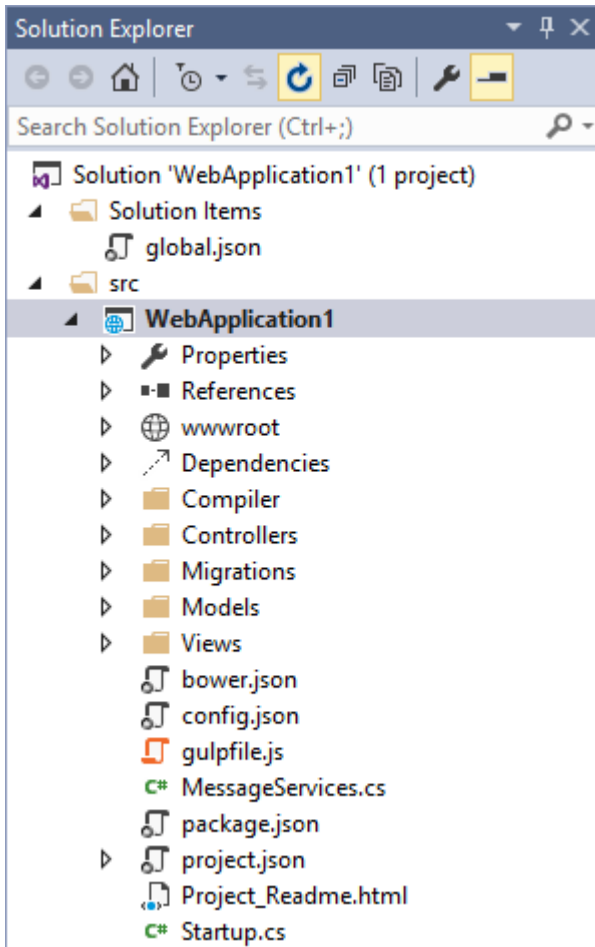 Solution Explorer
Search Solution Explorer (Ctrl+;)
Solution 'WebApplication1' (1 project)
Solution Items
global.json
src
WebApplication1
Properties
References
wwwroot
Dependencies
Compiler
Controllers
Migrations
Models
Views
bower.json
config.json
gulpfile.js
C# MessageServices.cs
package.json
project.json
Project_Readme.html
C# Startup.cs